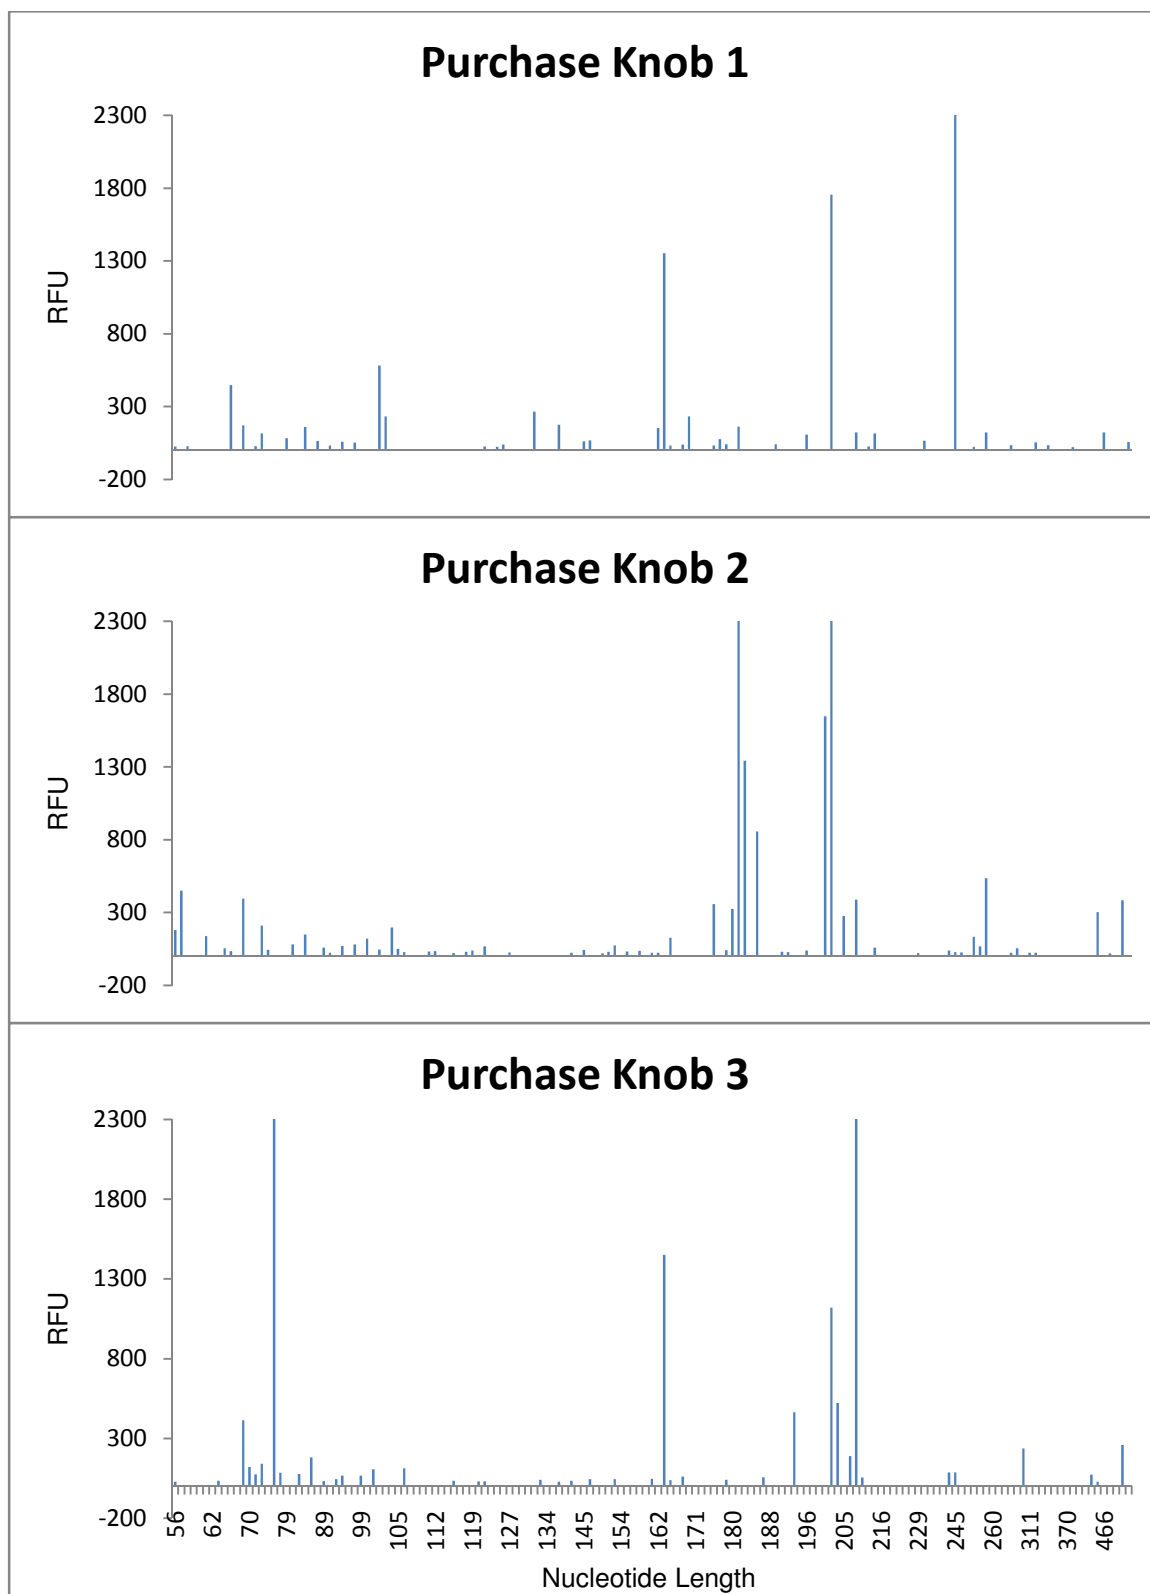 Purchase Knob 1
2300
1800
1300
800
300
-200
RFU
Purchase Knob 2
2300
1800
1300
800
300
-200
RFU
Purchase Knob 3
2300
1800
1300
800
300
-200
RFU
56 62 70 79 89 99 105 112 119 127 134 145 154 162 171 180 188 196 205 216 229 245 260 311 370 466
Nucleotide Length